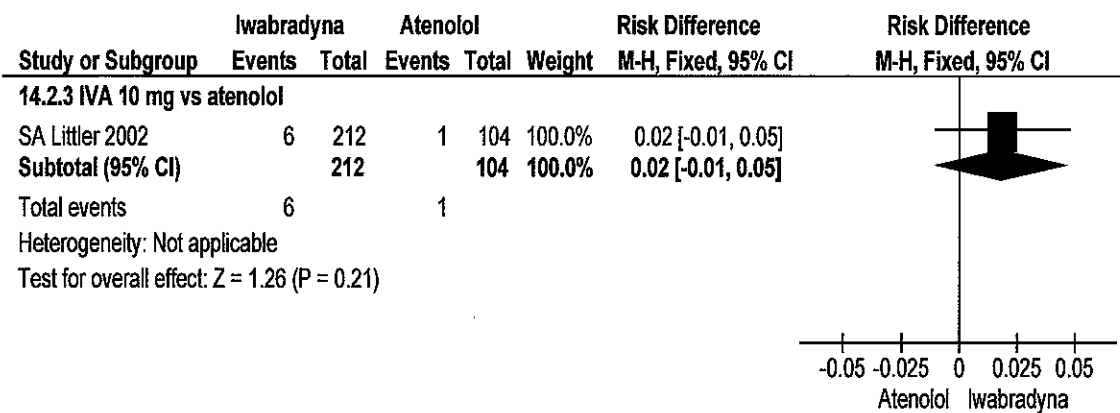 Iwabradyna Atenolol Risk Difference Risk Difference
Study or Subgroup Events Total Events Total Weight M-H, Fixed, 95% CI M-H, Fixed, 95% CI
14.2.3 IVA 10 mg vs atenolol
SA Littler 2002 6 212 1 104 100.0% 0.02 [-0.01, 0.05]
Subtotal (95% CI) 212 104 100.0% 0.02 [-0.01, 0.05]
Total events 6 1
Heterogeneity: Not applicable
Test for overall effect: Z = 1.26 (P = 0.21)
-0.05 -0.025 0 0.025 0.05
Atenolol Iwabradyna